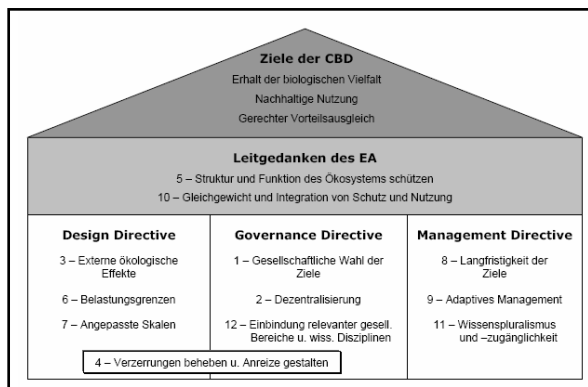 Ziele der CBD
Erhalt der biologischen Vielfalt
Nachhaltige Nutzung
Gerechter Vorteilsausgleich
Leitgedanken des EA
5 – Struktur und Funktion des Ökosystems schützen
10 – Gleichgewicht und Integration von Schutz und Nutzung
Design Directive
3 – Externe ökologische
Effekte
6 – Belastungsgrenzen
7 – Angepasste Skalen
Governance Directive
1 – Gesellschaftliche Wahl der
Ziele
2 – Dezentralisierung
12 – Einbindung relevanter gesell.
Bereiche u. wiss. Disziplinen
Management Directive
8 – Langfristigkeit der
Ziele
9 – Adaptives Management
11 – Wissenspluralismus
und –zugänglichkeit
4 – Verzerrungen beheben u. Anreize gestalten